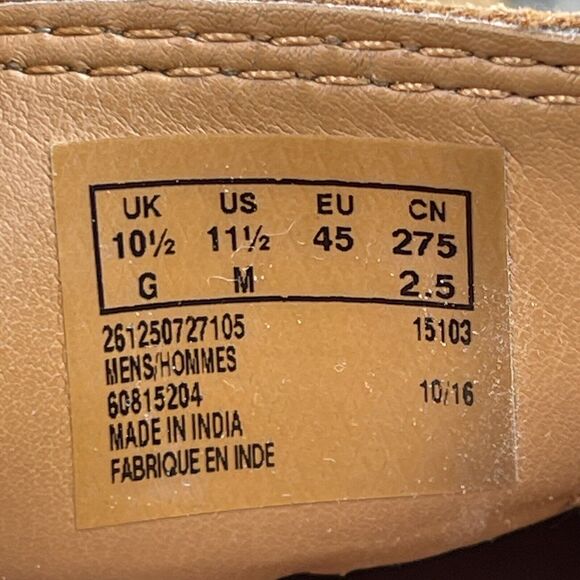 UK US EU CN
10½ 11½ 45 275
G M 2.5
261250727105 15103
MENS/HOMMES
60815204 10/16
MADE IN INDIA
FABRIQUE EN INDE